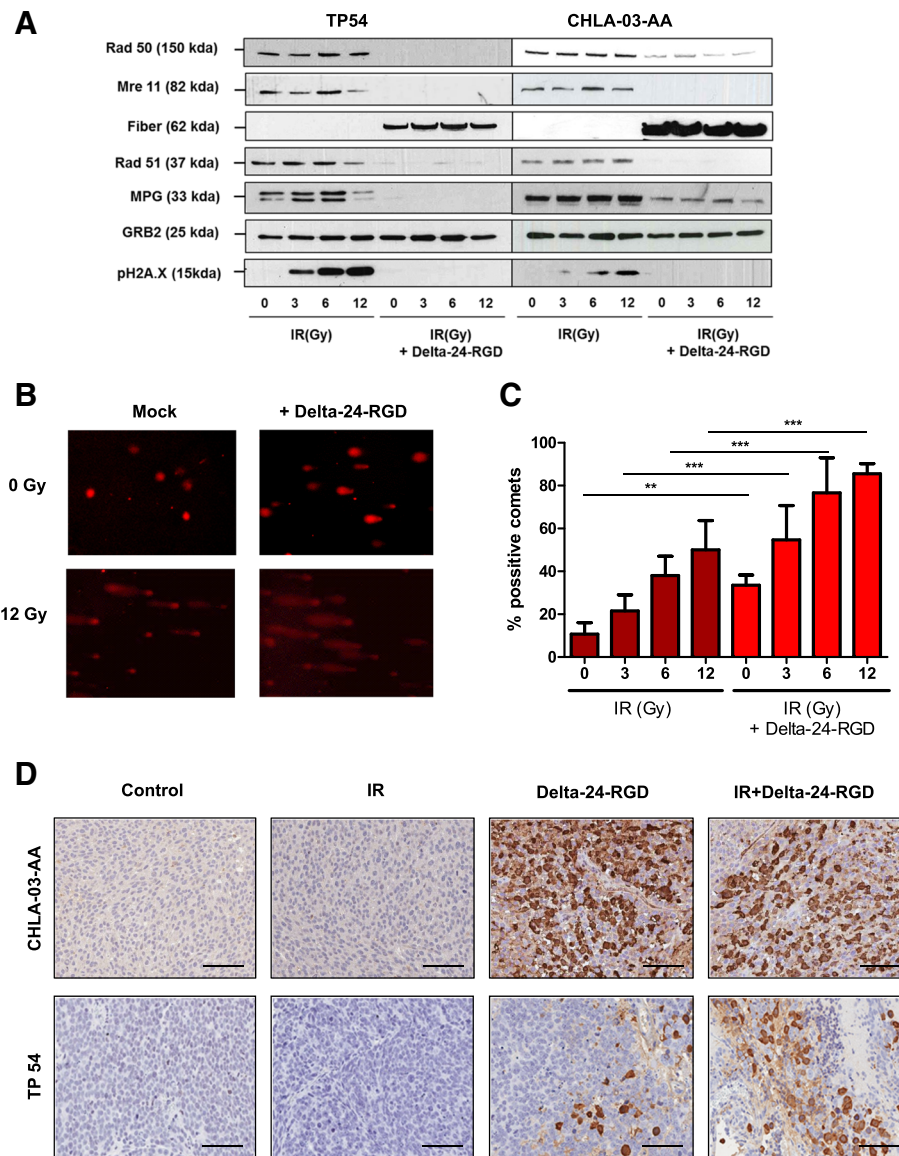 A
TP54 CHLA-03-AA
Rad 50 (150 kda)
Mre 11 (82 kda)
Fiber (62 kda)
Rad 51 (37 kda)
MPG (33 kda)
GRB2 (25 kda)
pH2A.X (15kda)
0 3 6 12 0 3 6 12 0 3 6 12 0 3 6 12
IR(Gy) IR(Gy) IR(Gy) IR(Gy)
+ Delta-24-RGD + Delta-24-RGD
B
Mock + Delta-24-RGD
0 Gy
12 Gy
C
% possitive comets
100
80
60
40
20
0
***
***
***
**
0 3 6 12 0 3 6 12
IR (Gy) IR (Gy)
+ Delta-24-RGD
D
Control IR Delta-24-RGD IR+Delta-24-RGD
CHLA-03-AA
TP 54